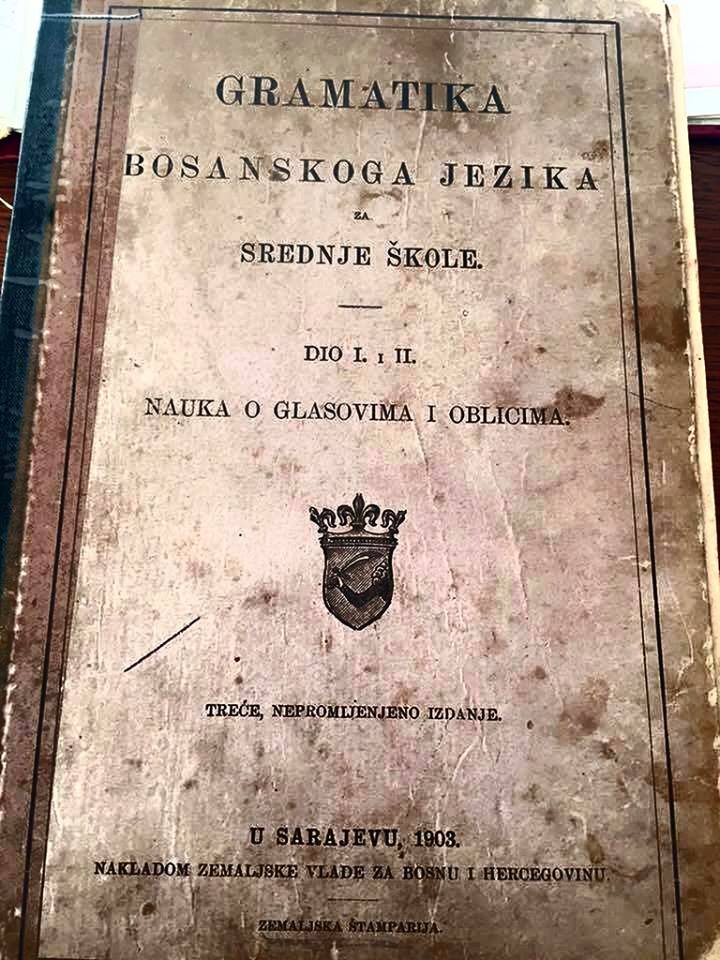 GRAMATIKA
BOSANSKOGA JEZIKA
ZA
SREDNJE ŠKOLE.
DIO I. I II.
NAUKA O GLASOVIMA I OBLICIMA.
TREĆE, NEPROMIJENJENO IZDANJE.
U SARAJEVU, 1903.
NAKLADOM ZEMALJSKE VLADE ZA BOSNU I HERCEGOVINU.
ZEMALJSKA ŠTAMPARIJA.